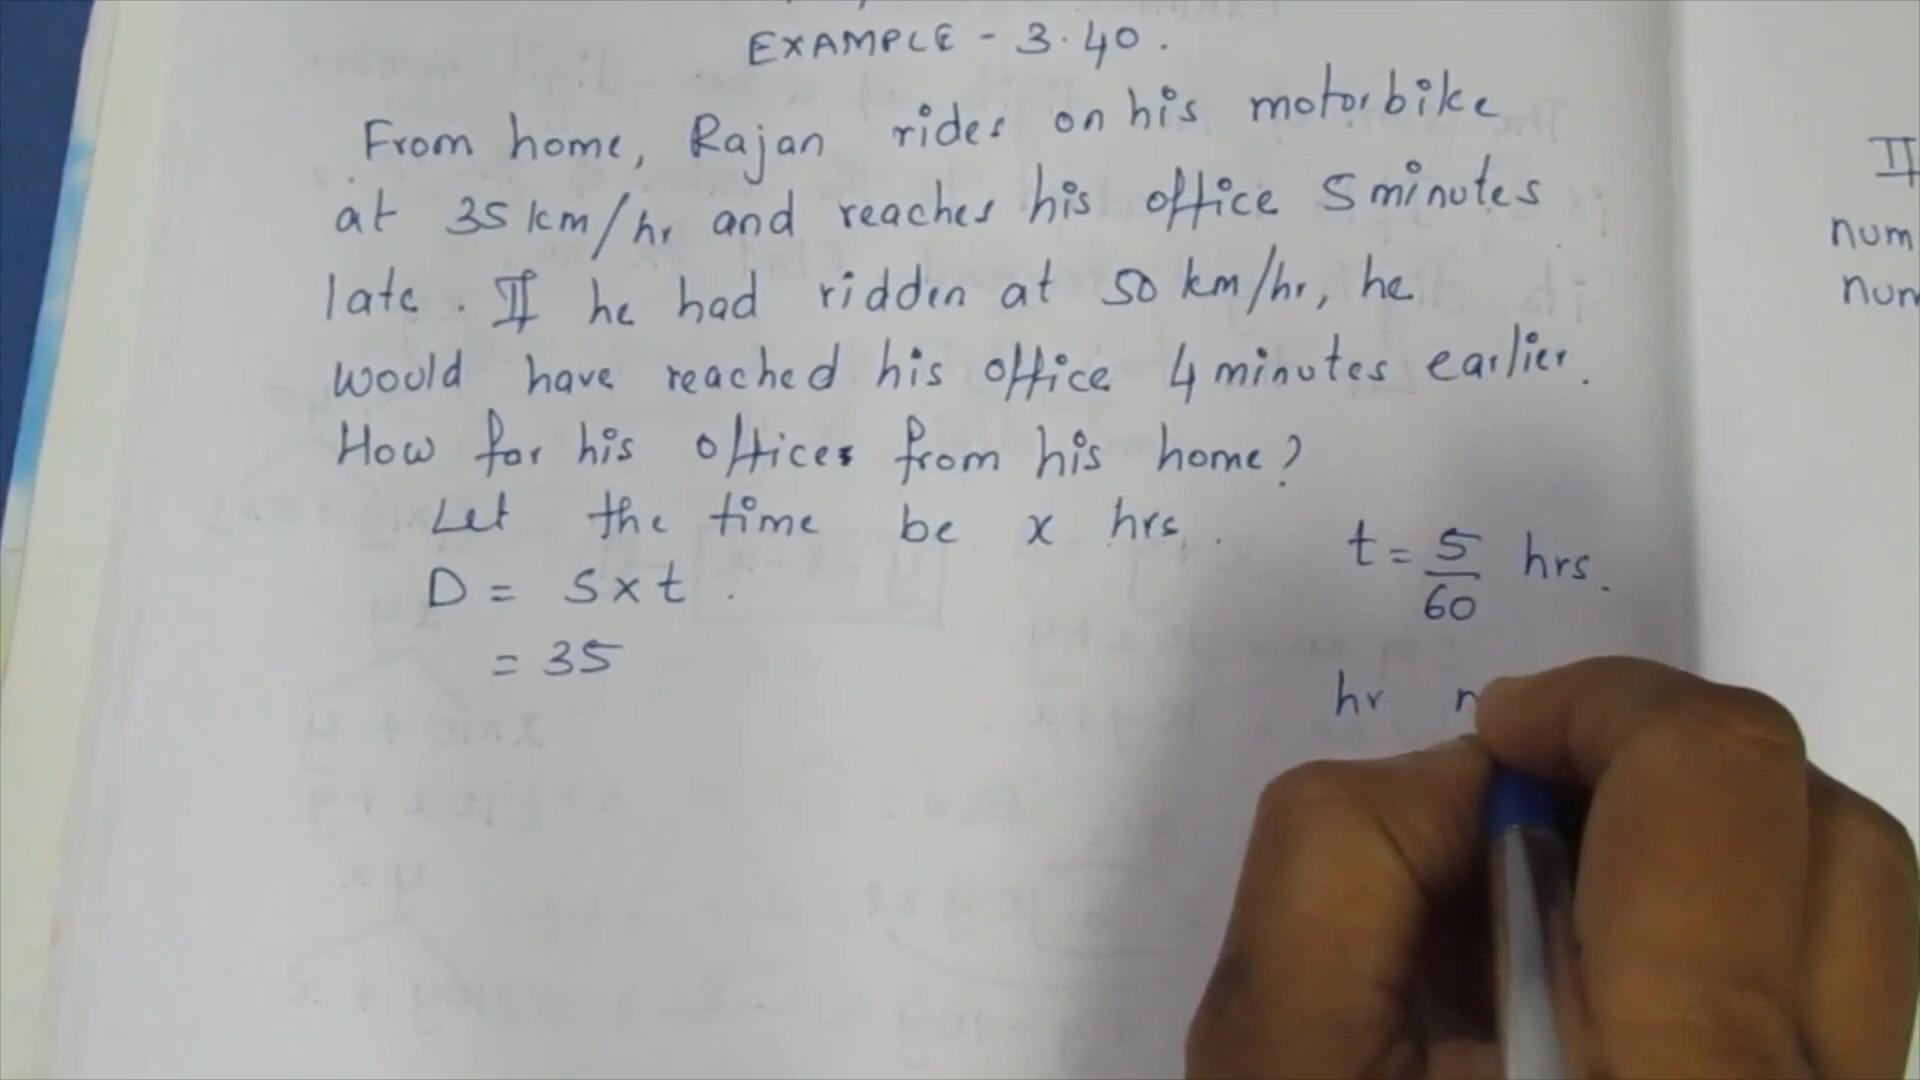 EXAMPLE - 3.40.
From home, Rajan rides on his motorbike
at 35 km/hr and reaches his office 5 minutes
late. If he had ridden at 50 km/hr, he
would have reached his office 4 minutes earlier.
How far his offices from his home?
Let the time be x hrs.
D = S x t.
= 35
t = 5/60 hrs.
hr
II
num
num